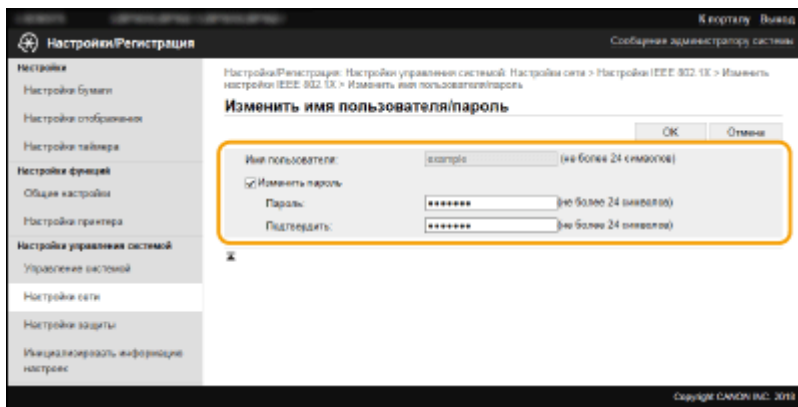 К порталу Выход
Настройки/Регистрация
Сообщение администратору системы
Настройки
Настройки бумаги
Настройки отображения
Настройки таймера
Настройки функций
Общие настройки
Настройки принтера
Настройки управления системой
Управление системой
Настройки сети
Настройки защиты
Инициализировать информацию
настроек
Настройки/Регистрация: Настройки управления системой: Настройки сети > Настройки IEEE 802.1X > Изменить
настройки IEEE 802.1X > Изменить имя пользователя/пароль
Изменить имя пользователя/пароль
OK Отмена
Имя пользователя: example (не более 24 символов)
Изменить пароль
Пароль: ••••••• (не более 24 символов)
Подтвердить: ••••••• (не более 24 символов)
Copyright CANON INC. 2018